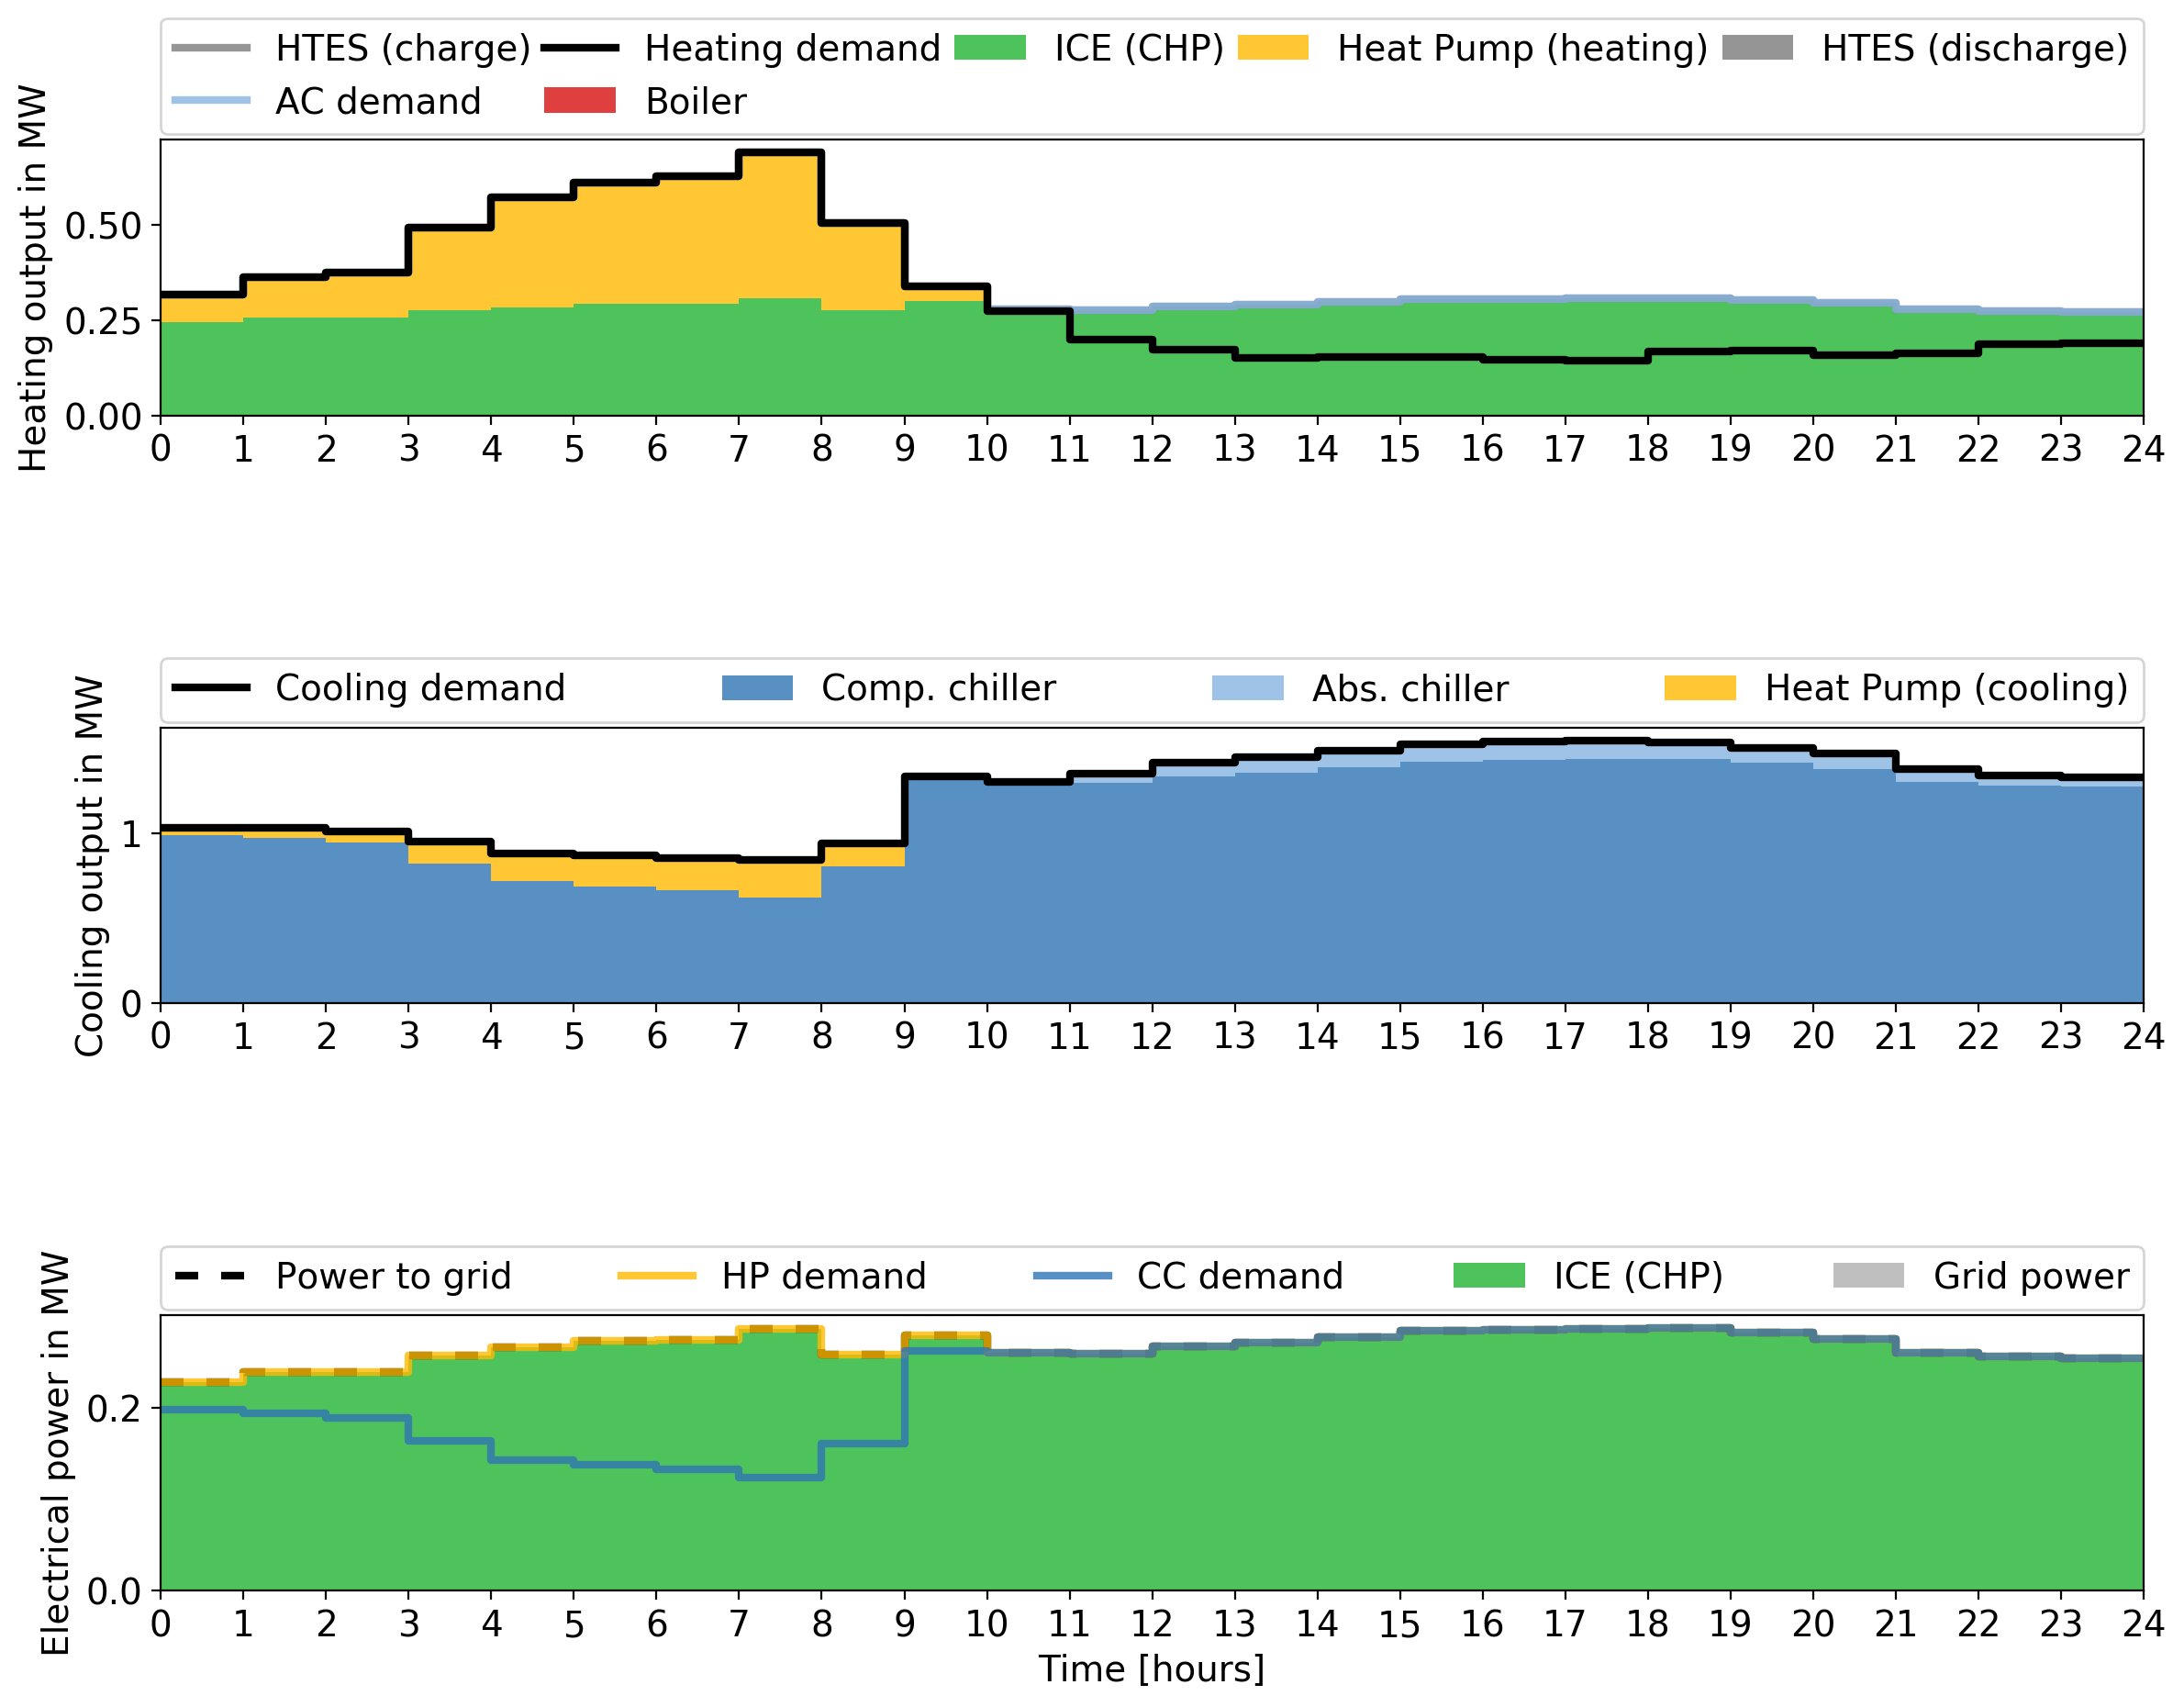 HTES (charge) Heating demand ICE (CHP) Heat Pump (heating) HTES (discharge)
AC demand Boiler
Heating output in MW
0.50
0.25
0.00
0 1 2 3 4 5 6 7 8 9 10 11 12 13 14 15 16 17 18 19 20 21 22 23 24
Cooling demand Comp. chiller Abs. chiller Heat Pump (cooling)
Cooling output in MW
1
0
0 1 2 3 4 5 6 7 8 9 10 11 12 13 14 15 16 17 18 19 20 21 22 23 24
Power to grid HP demand CC demand ICE (CHP) Grid power
Electrical power in MW
0.2
0.0
0 1 2 3 4 5 6 7 8 9 10 11 12 13 14 15 16 17 18 19 20 21 22 23 24
Time [hours]